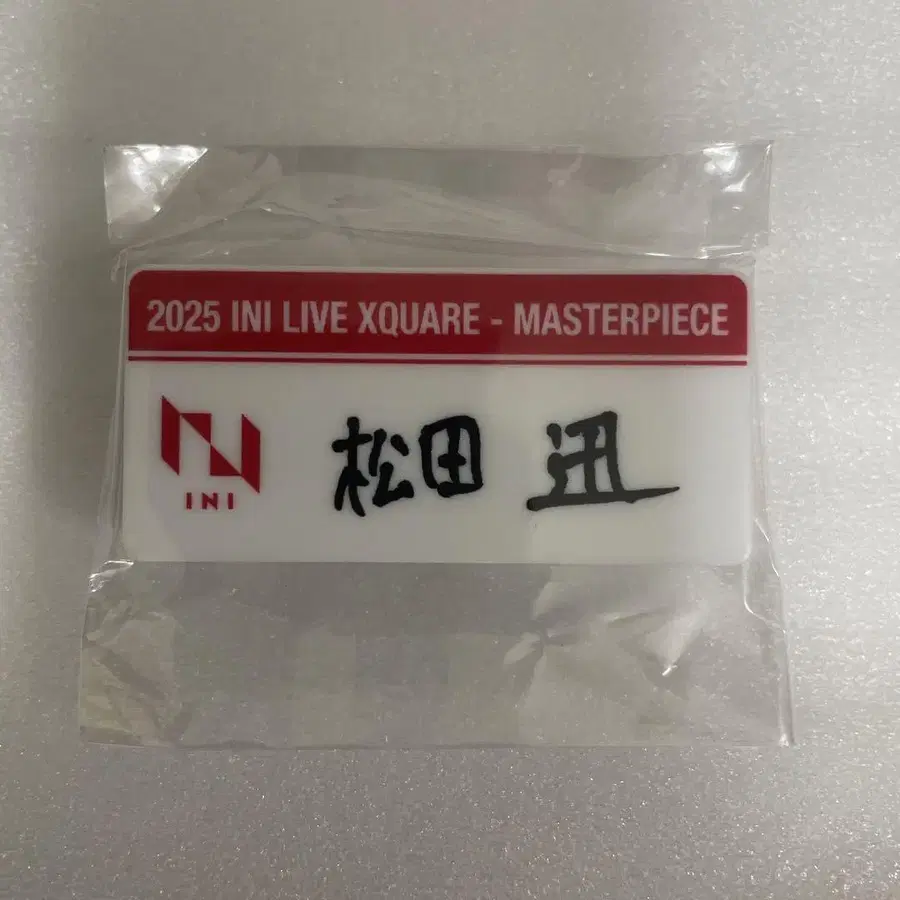 2025 INI LIVE XQUARE - MASTERPIECE
松田 迅
INI